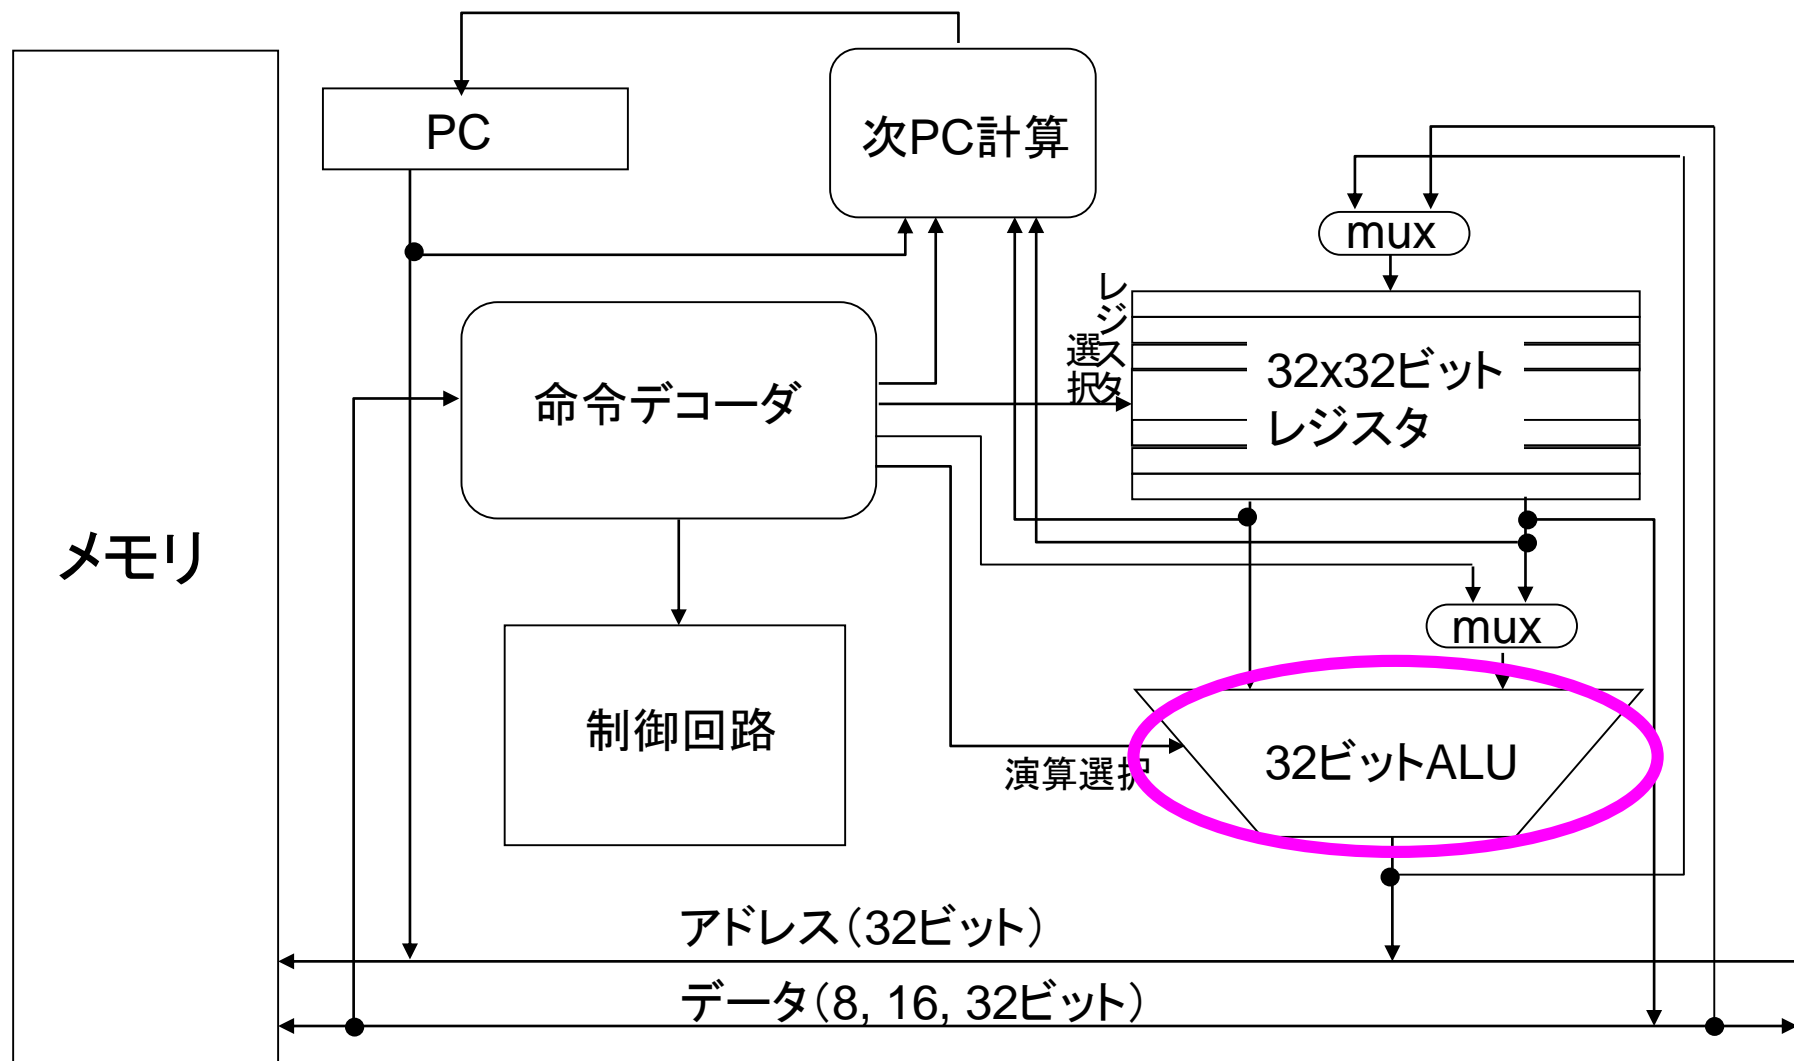 PC
次PC計算
mux
レジスタ
選択
命令デコーダ
32x32ビット
レジスタ
メモリ
mux
制御回路
32ビットALU
演算選択
アドレス（32ビット）
データ（8, 16, 32ビット）